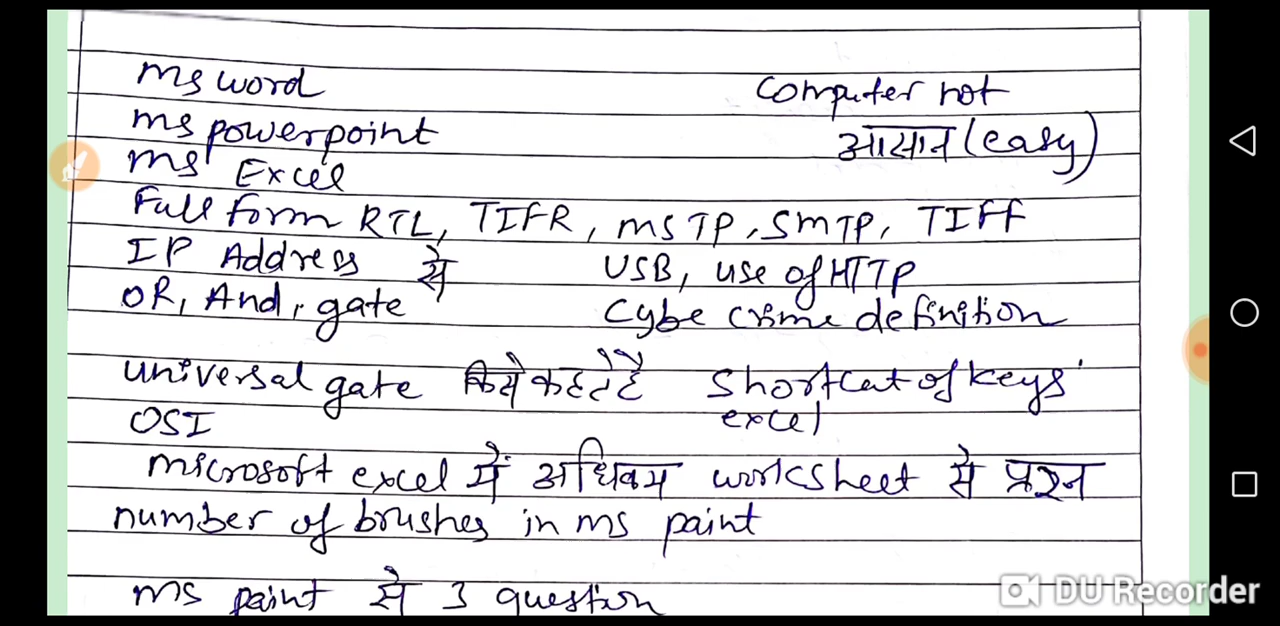 ms word
computer not
ms powerpoint
आसान (easy)
ms Excel
Full form RTL, TIFR, MSTP, SMTP, TIFF
IP Address से
USB, use of HTTP
OR, And, gate
Cybe crime definition
universal gate किसे कहते हैं
Shortcut of keys
excel
OSI
microsoft excel में अधिकतम worksheet से प्रश्न
number of brushes in ms paint
ms paint से 3 question
DU Recorder